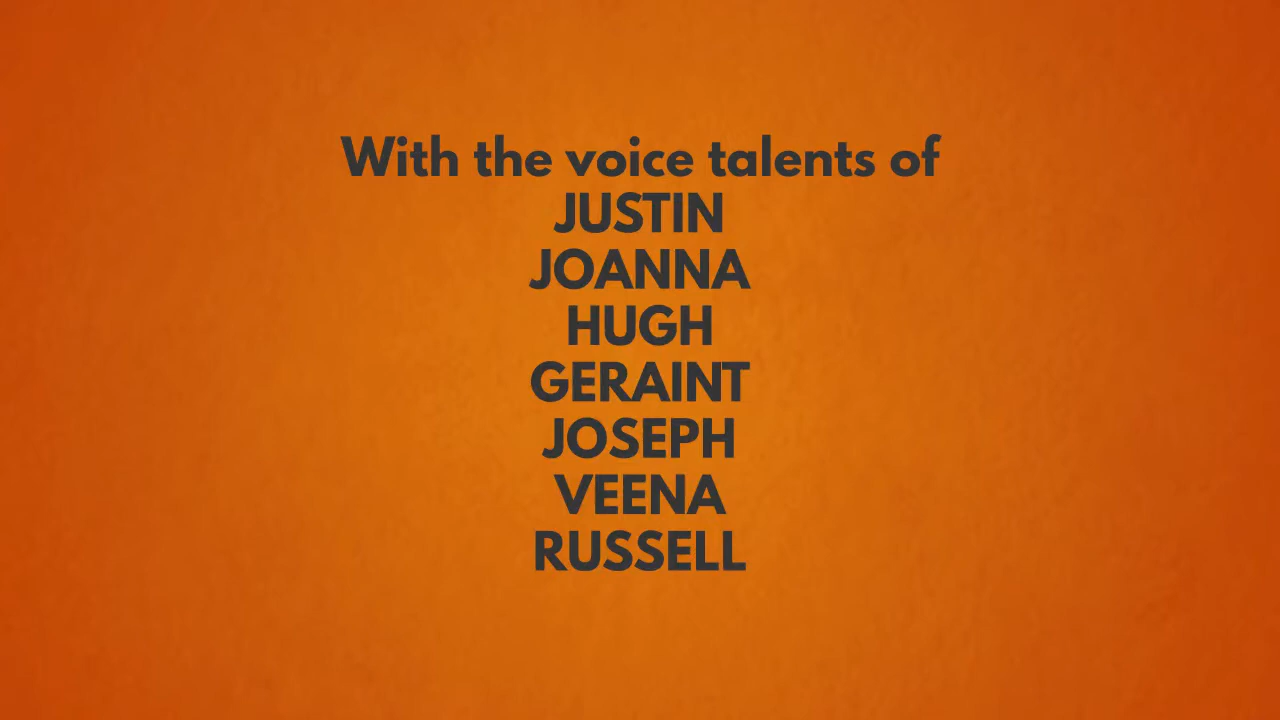 With the voice talents of
JUSTIN
JOANNA
HUGH
GERAINT
JOSEPH
VEENA
RUSSELL